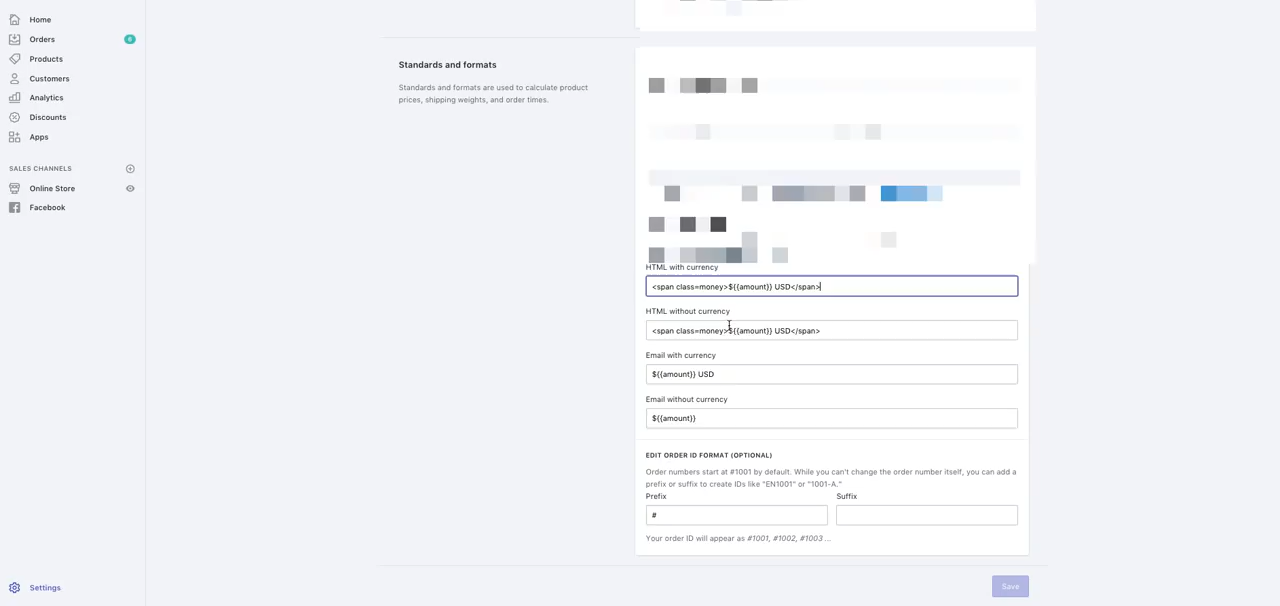 Home
Orders 6
Products
Customers
Analytics
Discounts
Apps
SALES CHANNELS
Online Store
Facebook
Settings
Standards and formats
Standards and formats are used to calculate product
prices, shipping weights, and order times.
HTML with currency
<span class=money>${{amount}} USD</span>
HTML without currency
<span class=money>${{amount}} USD</span>
Email with currency
${{amount}} USD
Email without currency
${{amount}}
EDIT ORDER ID FORMAT (OPTIONAL)
Order numbers start at #1001 by default. While you can't change the order number itself, you can add a
prefix or suffix to create IDs like "EN1001" or "1001-A."
Prefix Suffix
#
Your order ID will appear as #1001, #1002, #1003 ...
Save